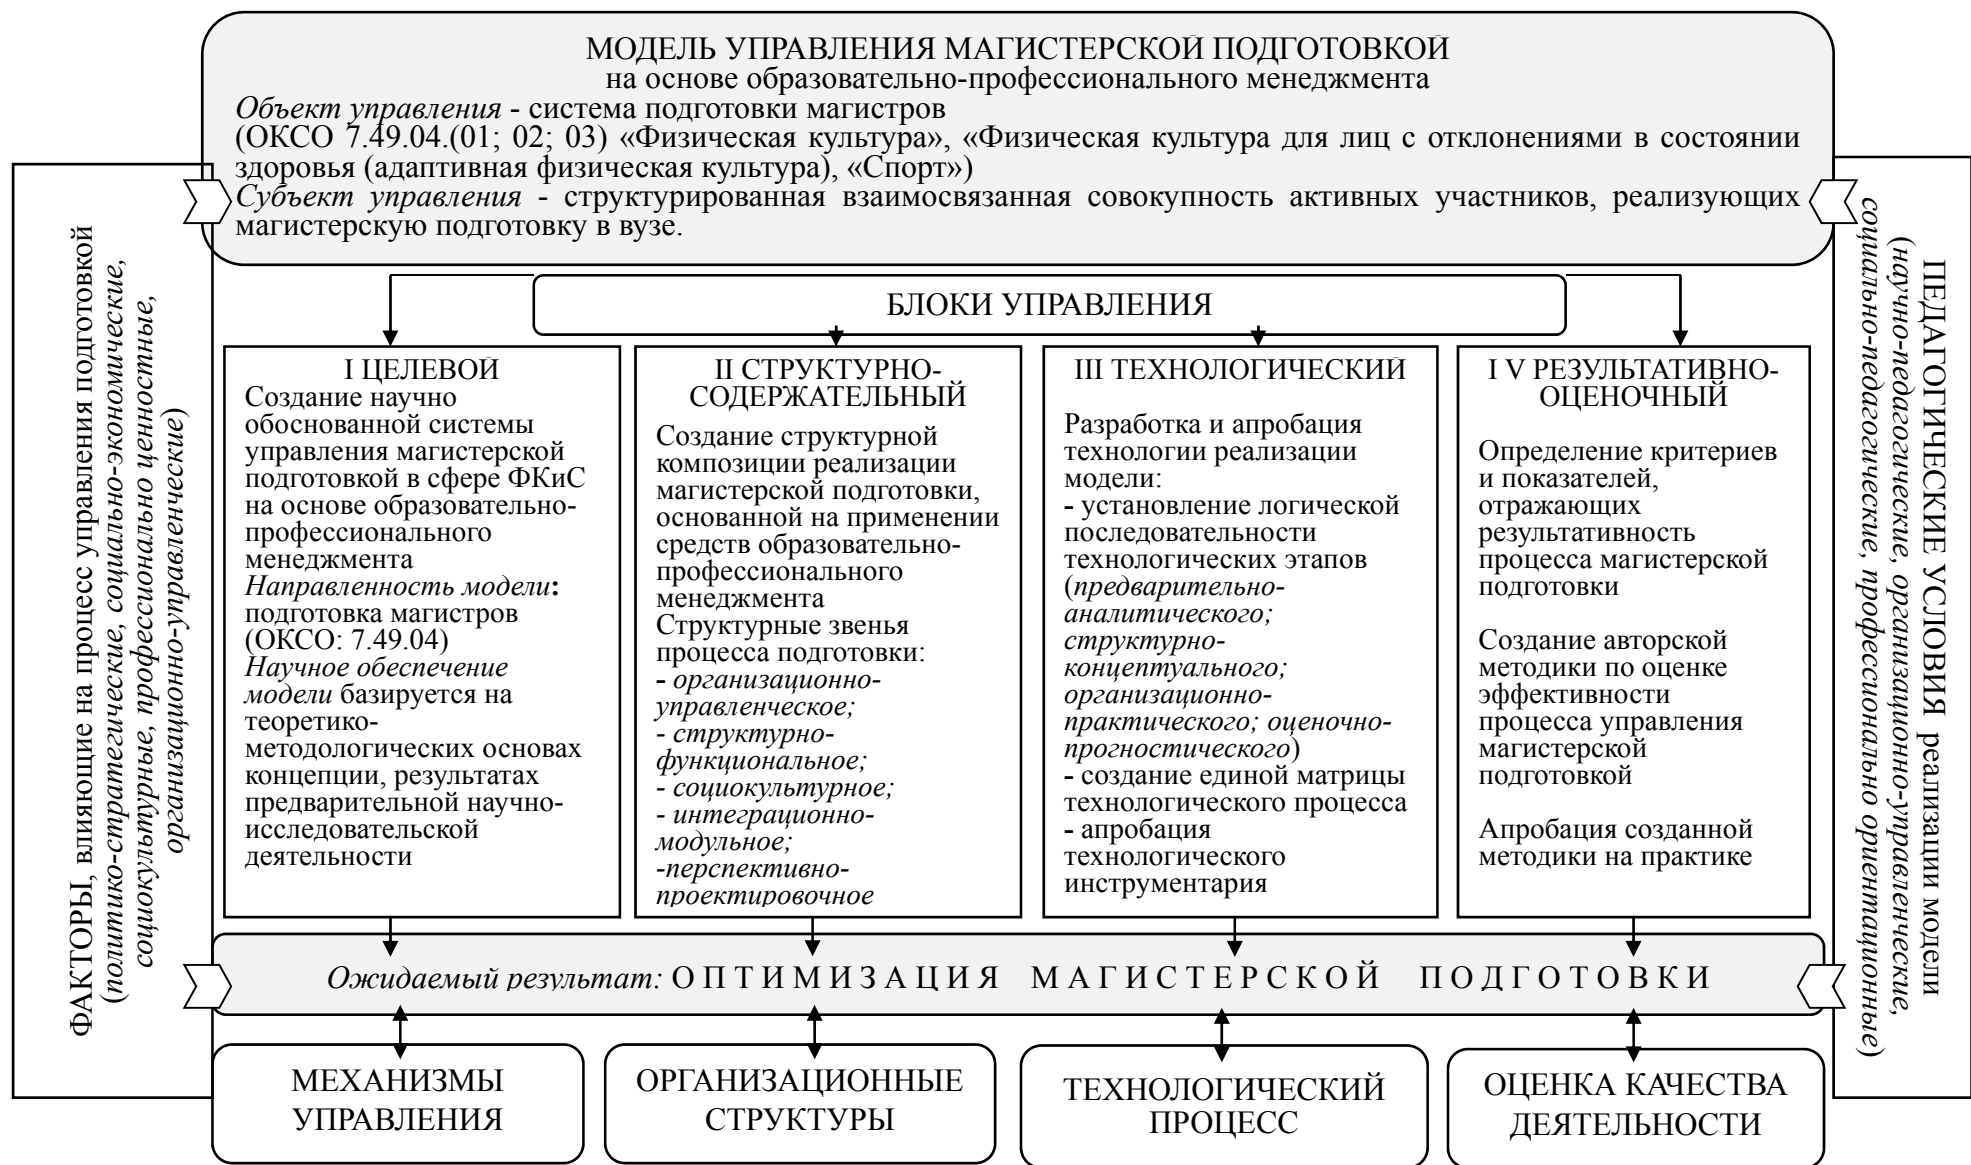 МОДЕЛЬ УПРАВЛЕНИЯ МАГИСТЕРСКОЙ ПОДГОТОВКОЙ
на основе образовательно-профессионального менеджмента
Объект управления - система подготовки магистров
(ОКСО 7.49.04.(01; 02; 03) «Физическая культура», «Физическая культура для лиц с отклонениями в состоянии
здоровья (адаптивная физическая культура), «Спорт»)
Субъект управления - структурированная взаимосвязанная совокупность активных участников, реализующих
магистерскую подготовку в вузе.
ФАКТОРЫ, влияющие на процесс управления подготовкой
(политико-стратегические, социально-экономические,
социокультурные, профессионально ценностные,
организационно-управленческие)
БЛОКИ УПРАВЛЕНИЯ
I ЦЕЛЕВОЙ
Создание научно
обоснованной системы
управления магистерской
подготовкой в сфере ФКиС
на основе образовательно-
профессионального
менеджмента
Направленность модели:
подготовка магистров
(ОКСО: 7.49.04)
Научное обеспечение
модели базируется на
теоретико-
методологических основах
концепции, результатах
предварительной научно-
исследовательской
деятельности
II СТРУКТУРНО-
СОДЕРЖАТЕЛЬНЫЙ
Создание структурной
композиции реализации
магистерской подготовки,
основанной на применении
средств образовательно-
профессионального
менеджмента
Структурные звенья
процесса подготовки:
- организационно-
управленческое;
- структурно-
функциональное;
- социокультурное;
- интеграционно-
модульное;
-перспективно-
проектировочное
III ТЕХНОЛОГИЧЕСКИЙ
Разработка и апробация
технологии реализации
модели:
- установление логической
последовательности
технологических этапов
(предварительно-
аналитического;
структурно-
концептуального;
организационно-
практического; оценочно-
прогностического)
- создание единой матрицы
технологического процесса
- апробация
технологического
инструментария
I V РЕЗУЛЬТАТИВНО-
ОЦЕНОЧНЫЙ
Определение критериев
и показателей,
отражающих
результативность
процесса магистерской
подготовки
Создание авторской
методики по оценке
эффективности
процесса управления
магистерской
подготовкой
Апробация созданной
методики на практике
ПЕДАГОГИЧЕСКИЕ УСЛОВИЯ реализации модели
(научно-педагогические, организационно-управленческие,
социально-педагогические, профессионально ориентационные)
Ожидаемый результат: О П Т И М И З А Ц И Я М А Г И С Т Е Р С К О Й П О Д Г О Т О В К И
МЕХАНИЗМЫ
УПРАВЛЕНИЯ
ОРГАНИЗАЦИОННЫЕ
СТРУКТУРЫ
ТЕХНОЛОГИЧЕСКИЙ
ПРОЦЕСС
ОЦЕНКА КАЧЕСТВА
ДЕЯТЕЛЬНОСТИ